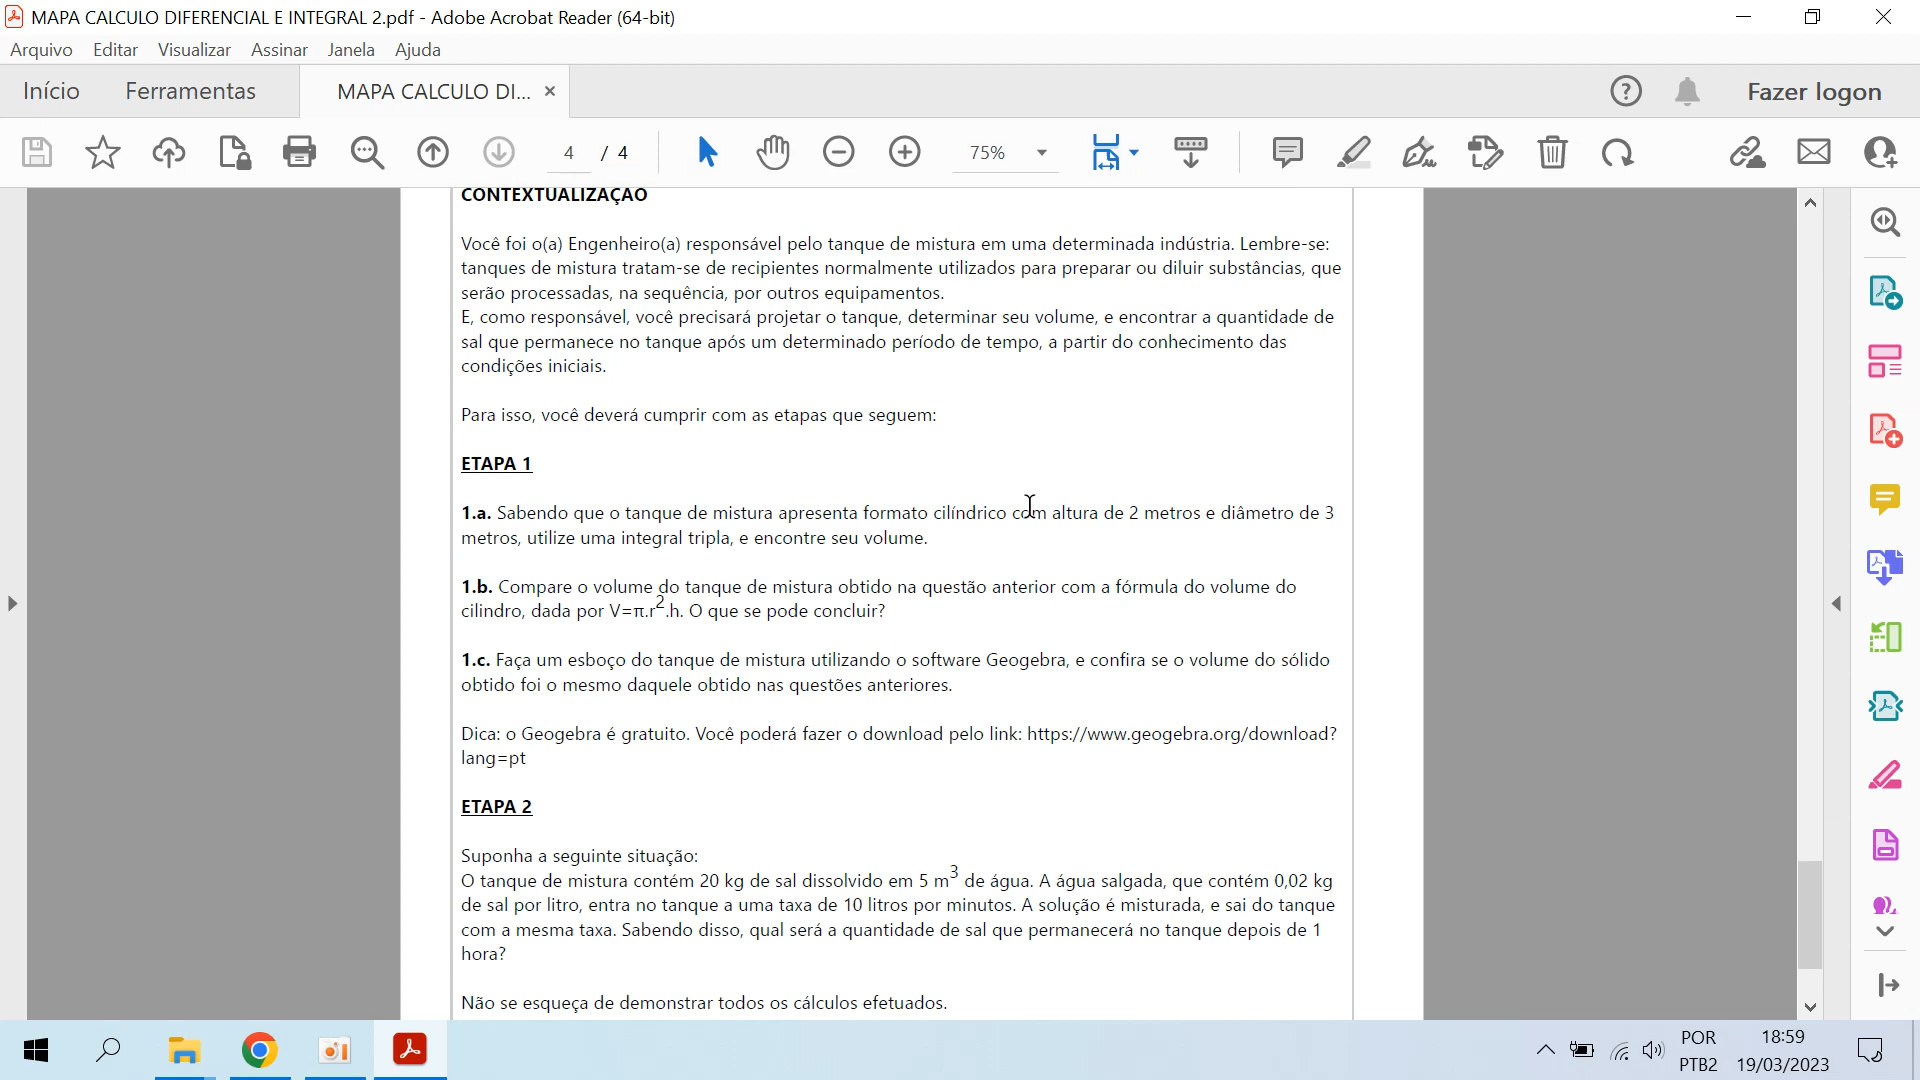 MAPA CALCULO DIFERENCIAL E INTEGRAL 2.pdf - Adobe Acrobat Reader (64-bit)
Arquivo Editar Visualizar Assinar Janela Ajuda
Início Ferramentas MAPA CALCULO DI... × Fazer logon
4 / 4 75%
CONTEXTUALIZAÇÃO
Você foi o(a) Engenheiro(a) responsável pelo tanque de mistura em uma determinada indústria. Lembre-se:
tanques de mistura tratam-se de recipientes normalmente utilizados para preparar ou diluir substâncias, que
serão processadas, na sequência, por outros equipamentos.
E, como responsável, você precisará projetar o tanque, determinar seu volume, e encontrar a quantidade de
sal que permanece no tanque após um determinado período de tempo, a partir do conhecimento das
condições iniciais.
Para isso, você deverá cumprir com as etapas que seguem:
ETAPA 1
1.a. Sabendo que o tanque de mistura apresenta formato cilíndrico com altura de 2 metros e diâmetro de 3
metros, utilize uma integral tripla, e encontre seu volume.
1.b. Compare o volume do tanque de mistura obtido na questão anterior com a fórmula do volume do
cilindro, dada por V=π.r².h. O que se pode concluir?
1.c. Faça um esboço do tanque de mistura utilizando o software Geogebra, e confira se o volume do sólido
obtido foi o mesmo daquele obtido nas questões anteriores.
Dica: o Geogebra é gratuito. Você poderá fazer o download pelo link: https://www.geogebra.org/download?
lang=pt
ETAPA 2
Suponha a seguinte situação:
O tanque de mistura contém 20 kg de sal dissolvido em 5 m³ de água. A água salgada, que contém 0,02 kg
de sal por litro, entra no tanque a uma taxa de 10 litros por minutos. A solução é misturada, e sai do tanque
com a mesma taxa. Sabendo disso, qual será a quantidade de sal que permanecerá no tanque depois de 1
hora?
Não se esqueça de demonstrar todos os cálculos efetuados.
POR 18:59
PTB2 19/03/2023